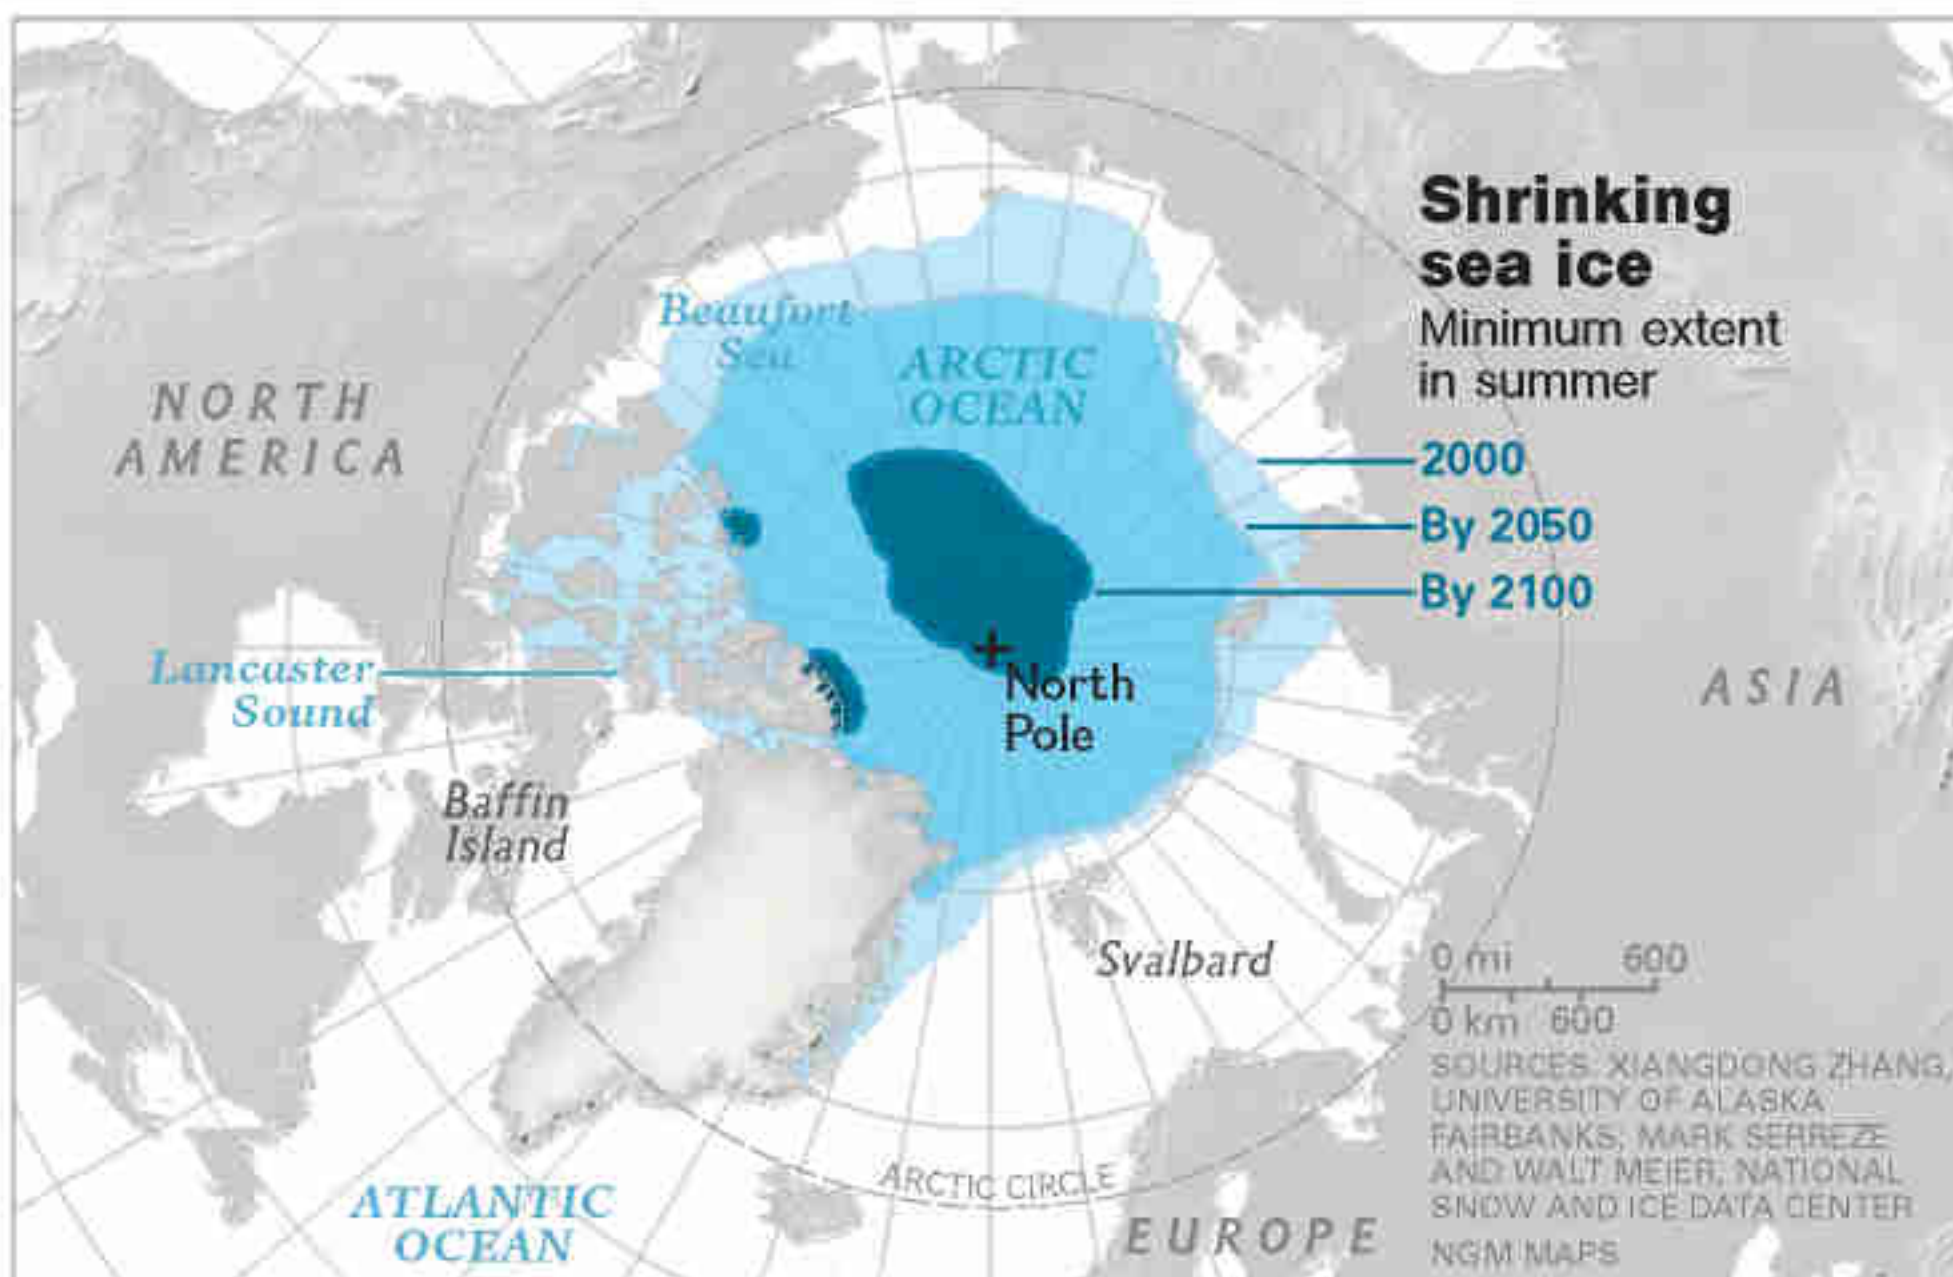 Shrinking
sea ice
Minimum extent
in summer
2000
By 2050
By 2100
Beaufort
Sea
ARCTIC
OCEAN
NORTH
AMERICA
Lancaster
Sound
North
Pole
ASIA
Baffin
Island
Svalbard
0 mi 600
0 km 600
ARCTIC CIRCLE
ATLANTIC
OCEAN
EUROPE
SOURCES: XIANGDONG ZHANG,
UNIVERSITY OF ALASKA
FAIRBANKS; MARK SERREZE
AND WALT MEIER, NATIONAL
SNOW AND ICE DATA CENTER
NGM MAPS